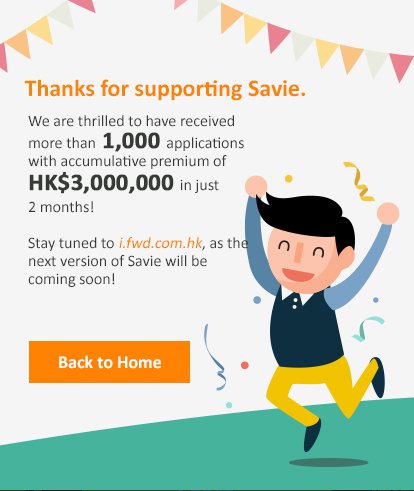 Thanks for supporting Savie.
We are thrilled to have received
more than 1,000 applications
with accumulative premium of
HK$3,000,000 in just
2 months!
Stay tuned to i.fwd.com.hk, as the
next version of Savie will be
coming soon!
Back to Home